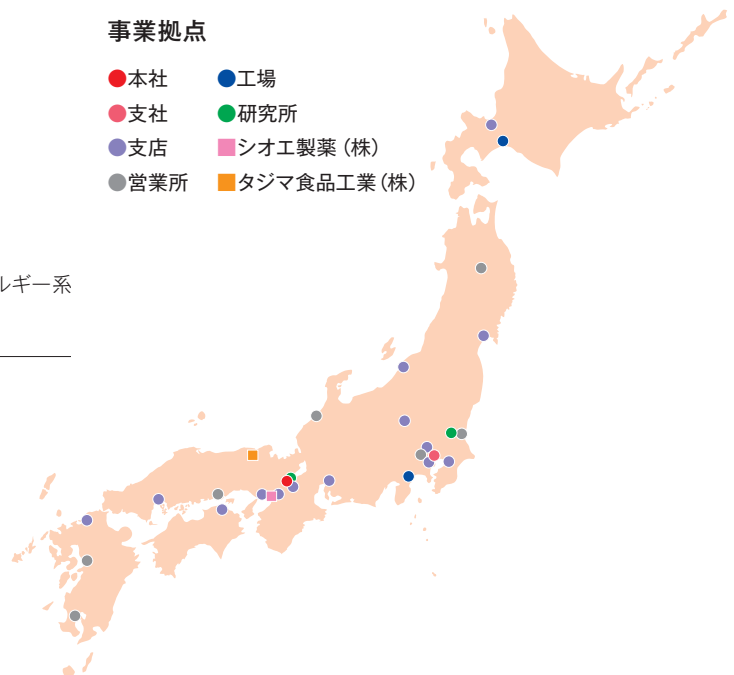 事業拠点
本社 工場
支社 研究所
支店 シオエ製薬（株）
営業所 タジマ食品工業（株）
ルギー系